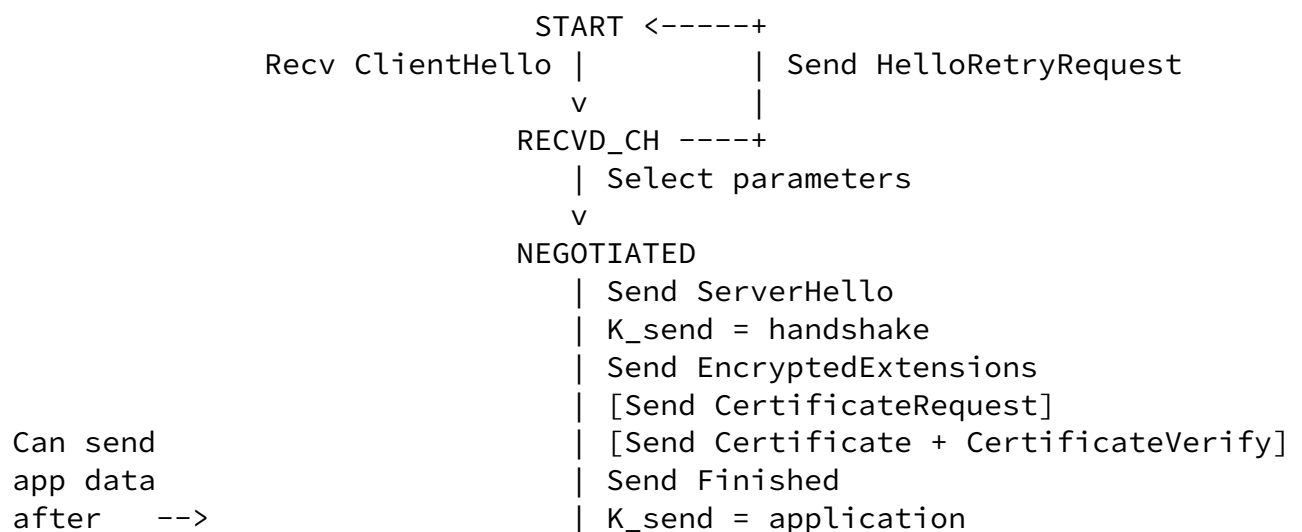 START <-----+
               Recv ClientHello |         | Send HelloRetryRequest
                                v         |
                             RECVD_CH ----+
                                | Select parameters
                                v
                             NEGOTIATED
                                | Send ServerHello
                                | K_send = handshake
                                | Send EncryptedExtensions
                                | [Send CertificateRequest]
 Can send                       | [Send Certificate + CertificateVerify]
 app data                       | Send Finished
 after   -->                    | K_send = application